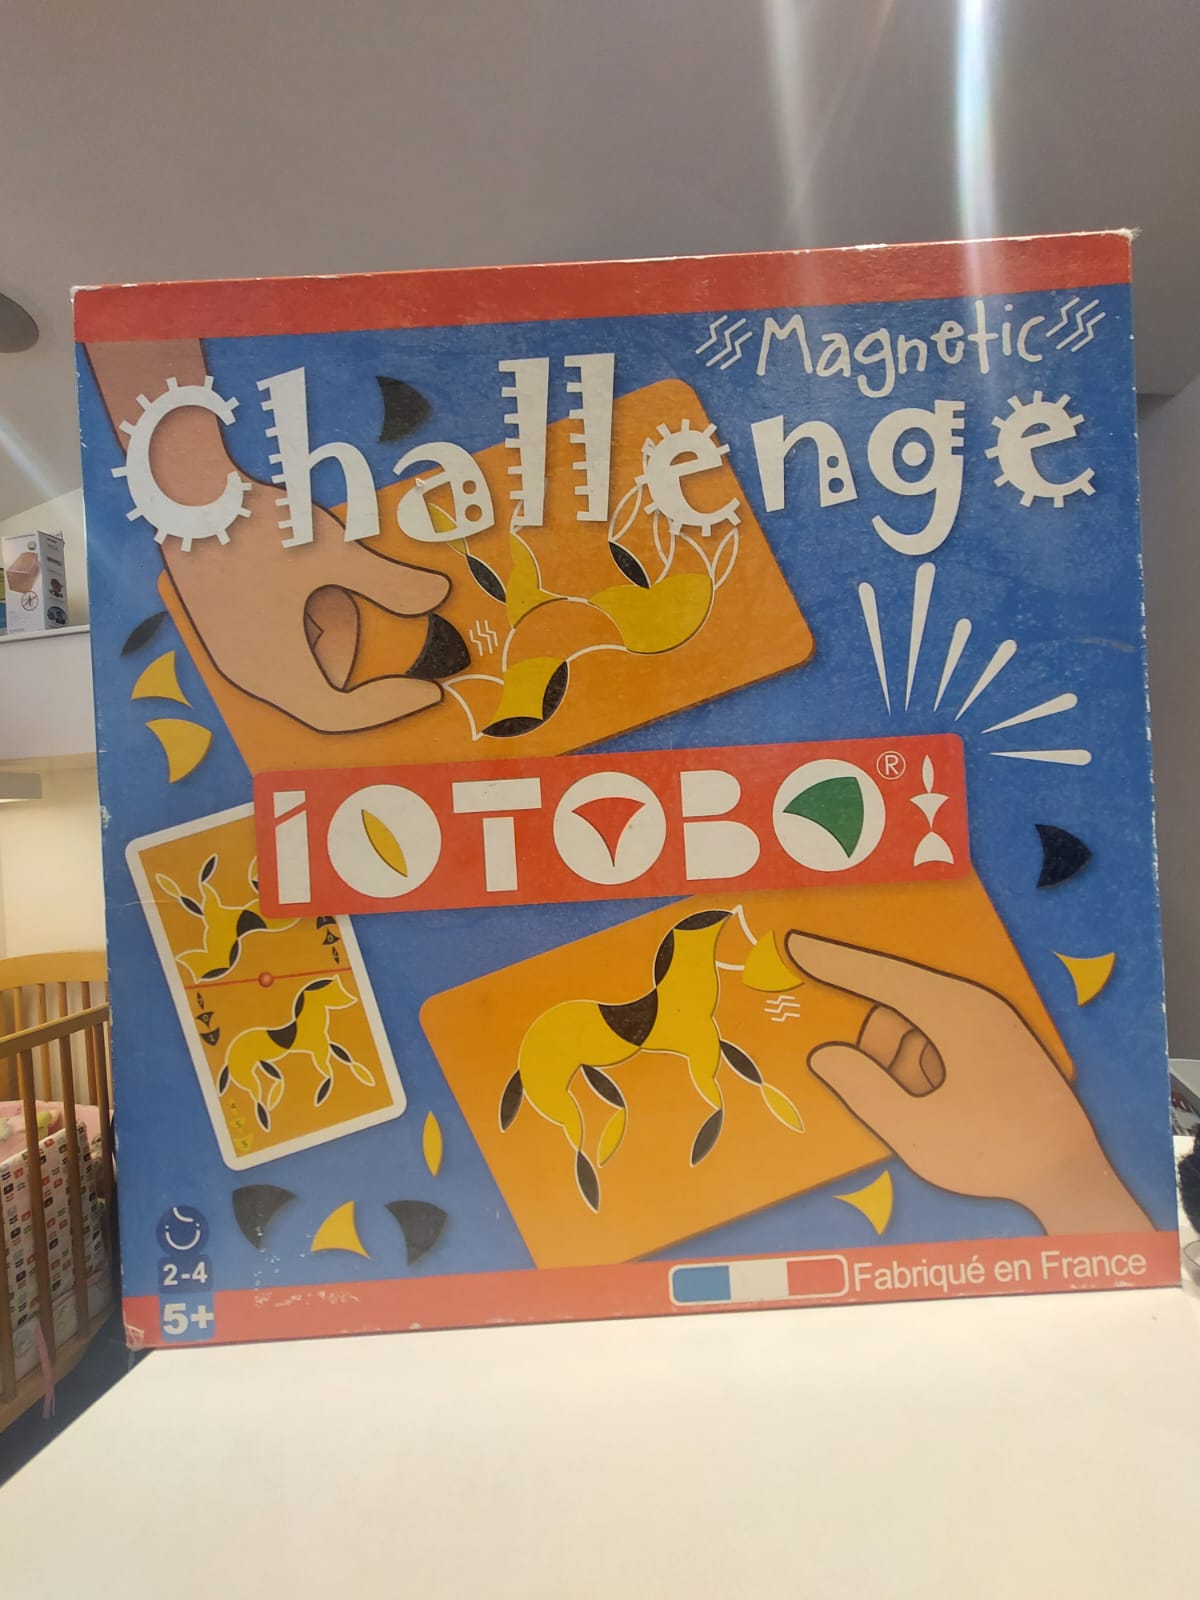 Magnetic
Challenge
iOTOBO®
2-4
5+
Fabriqué en France